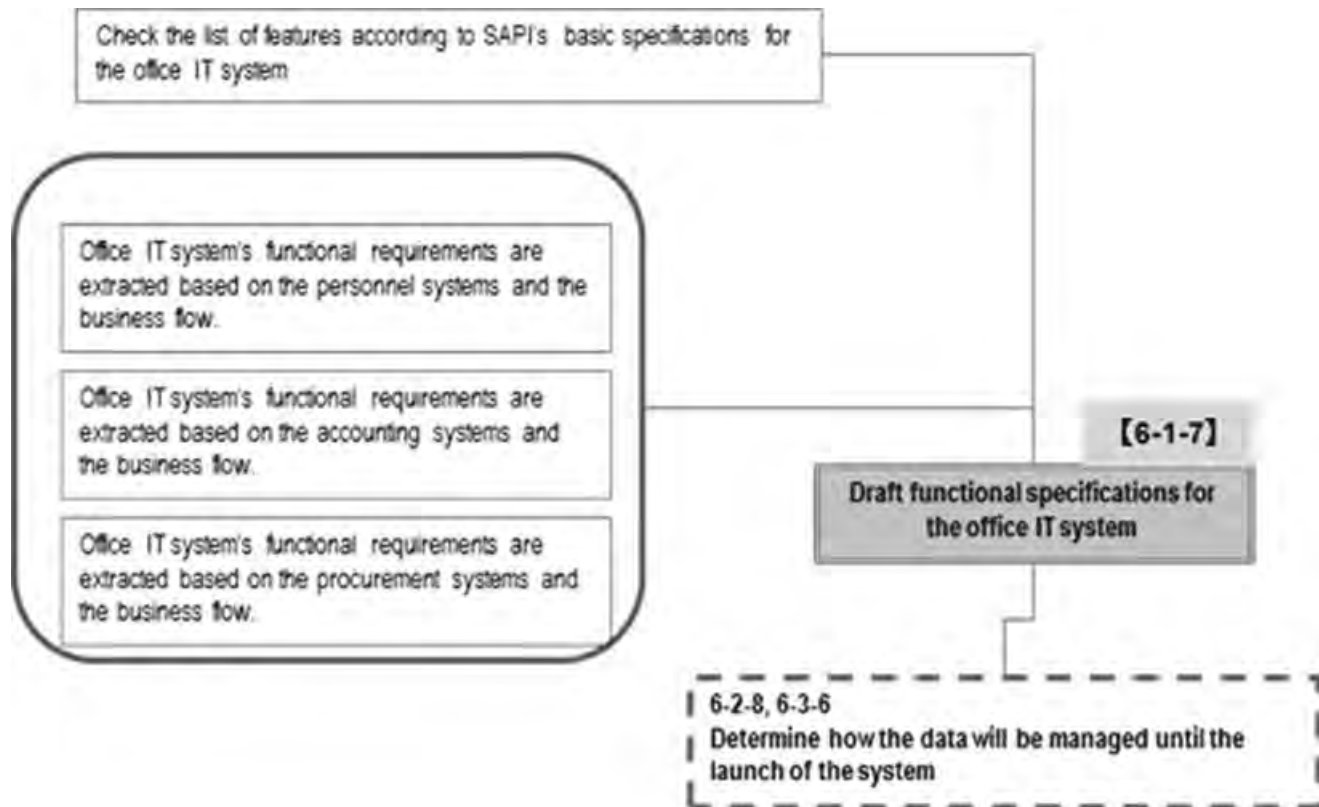 Check the list of features according to SAPI's basic specifications for
the office IT system
Office IT system's functional requirements are
extracted based on the personnel systems and the
business flow.
Office IT system's functional requirements are
extracted based on the accounting systems and
the business flow.
Office IT system's functional requirements are
extracted based on the procurement systems and
the business flow.
【6-1-7】
Draft functional specifications for
the office IT system
6-2-8, 6-3-6
Determine how the data will be managed until the
launch of the system